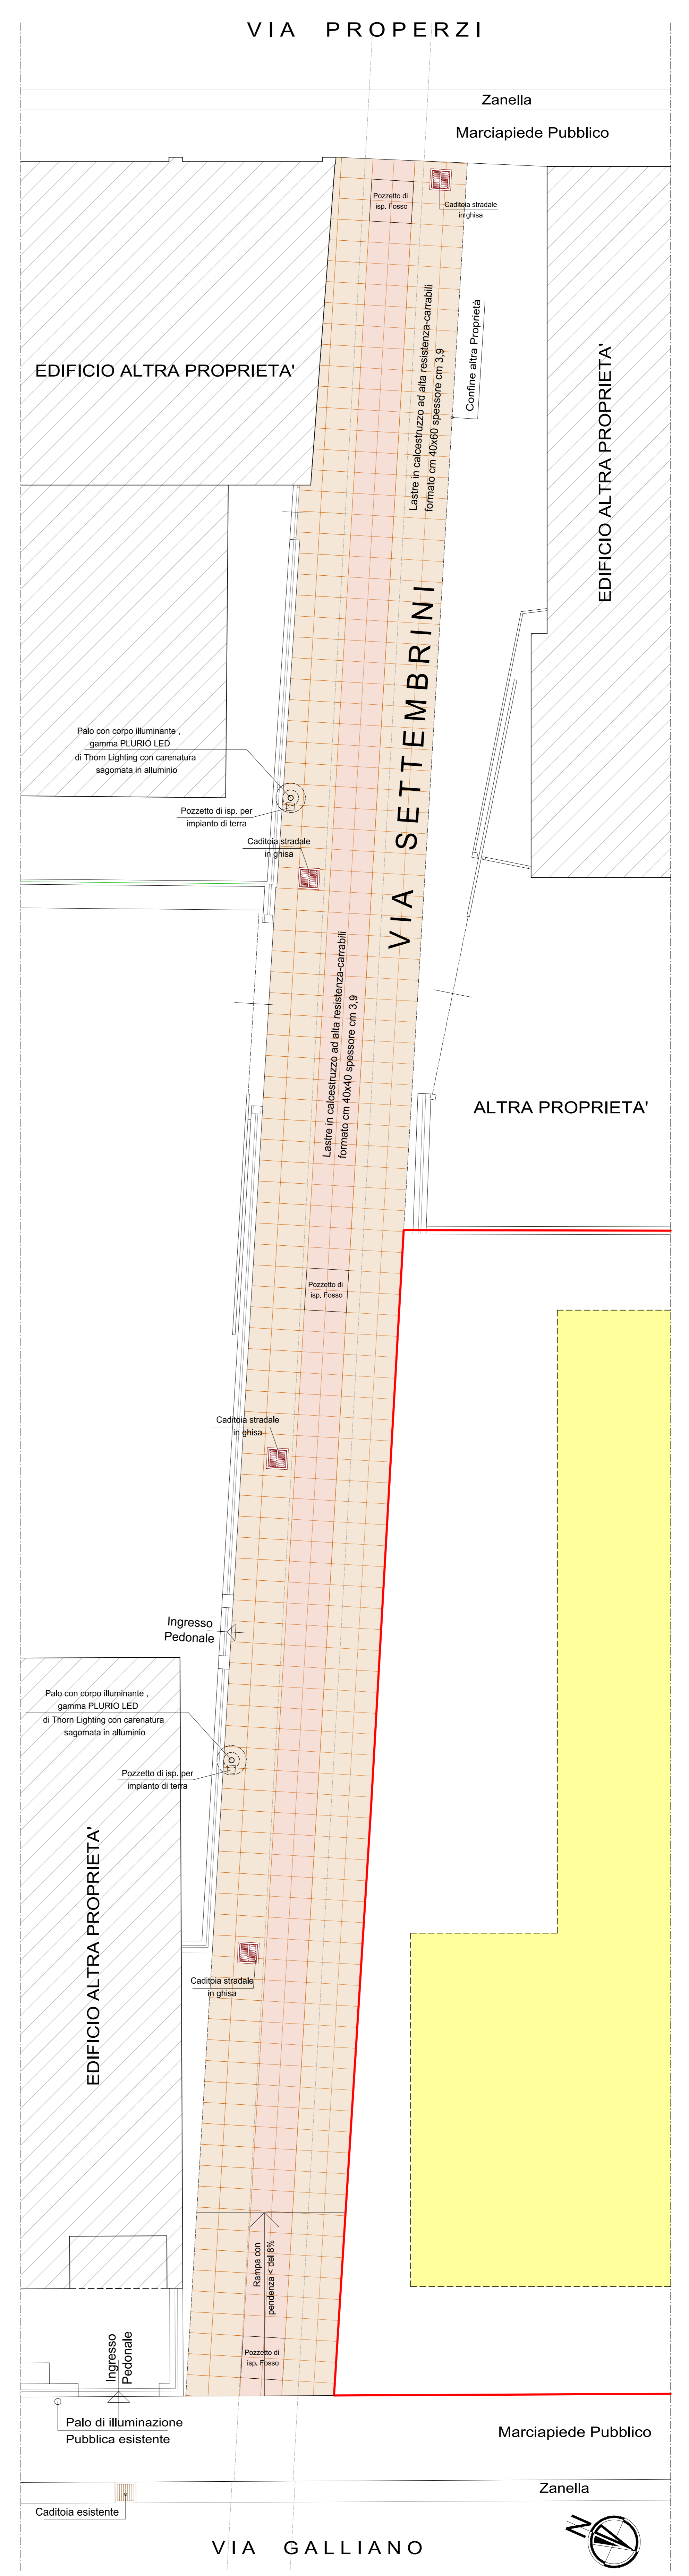 VIA PROPERZI
Zanella
Marciapiede Pubblico
Pozzetto di
isp. Fosso
Caditoia stradale
in ghisa
Lastre in calcestruzzo ad alta resistenza-carrabili
formato cm 40x60 spessore cm 3,9
Confine altra Proprietà
EDIFICIO ALTRA PROPRIETA'
EDIFICIO ALTRA PROPRIETA'
VIA SETTEMBRINI
Palo con corpo illuminante ,
gamma PLURIO LED
di Thorn Lighting con carenatura
sagomata in alluminio
Pozzetto di isp. per
impianto di terra
Caditoia stradale
in ghisa
Lastre in calcestruzzo ad alta resistenza-carrabili
formato cm 40x40 spessore cm 3,9
ALTRA PROPRIETA'
Pozzetto di
isp. Fosso
Caditoia stradale
in ghisa
Ingresso
Pedonale
Palo con corpo illuminante ,
gamma PLURIO LED
di Thorn Lighting con carenatura
sagomata in alluminio
Pozzetto di isp. per
impianto di terra
EDIFICIO ALTRA PROPRIETA'
Caditoia stradale
in ghisa
Rampa con
pendenza < del 8%
Pozzetto di
isp. Fosso
Ingresso
Pedonale
Palo di illuminazione
Pubblica esistente
Marciapiede Pubblico
Zanella
Caditoia esistente
VIA GALLIANO
N